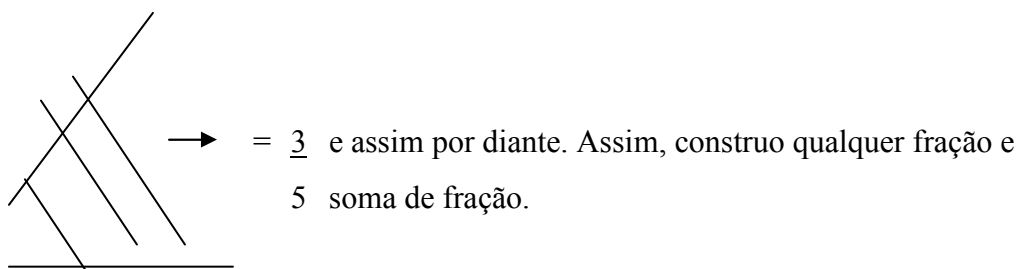 = 3 e assim por diante. Assim, construo qualquer fração e
5 soma de fração.